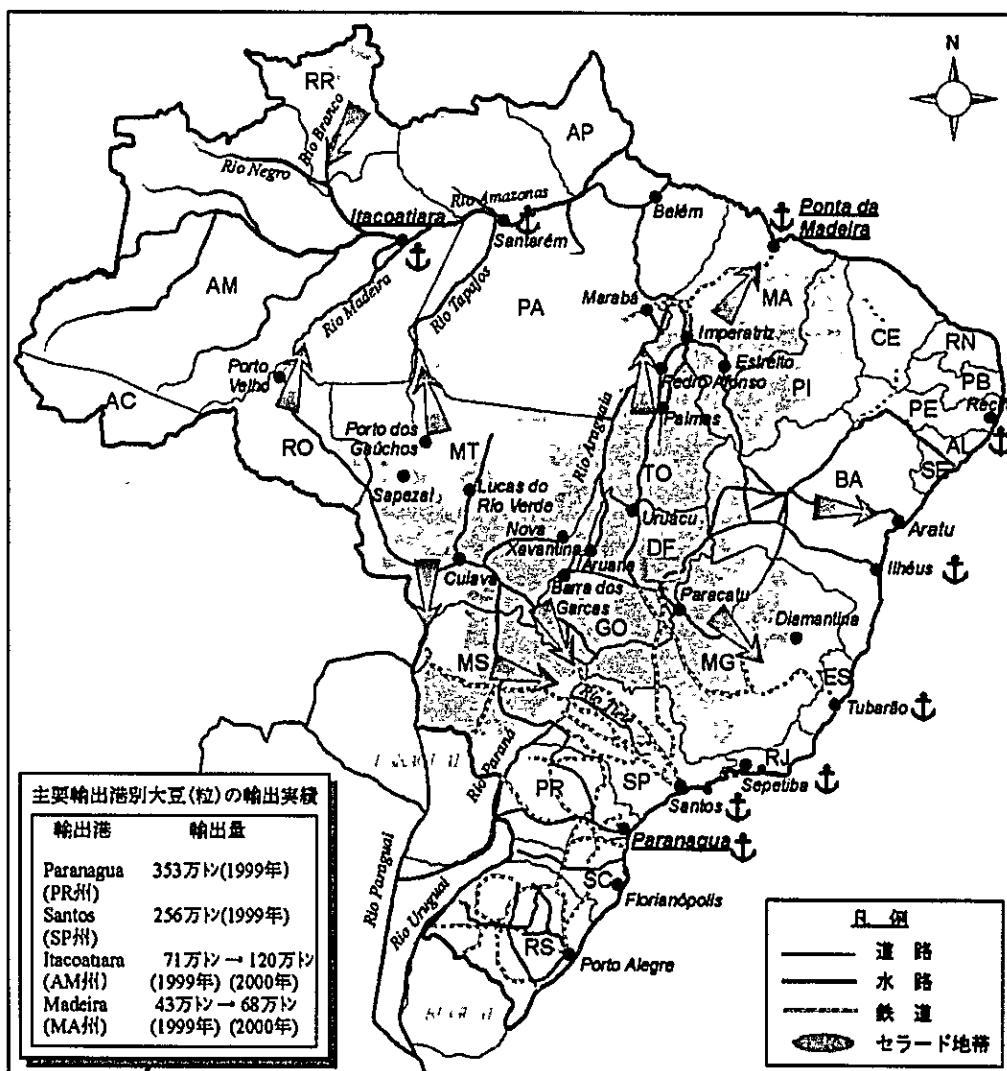 N
RR
Rio Branco
AP
Rio Negro
Rio Amazonas
Itacoatiara
Santarém
Belém
Ponta da
Madeira
AM
Rio Madeira
Rio Tapajos
PA
Marabá
MA
CE
RN
Imperatriz
Estreito
PB
Porto
Velho
Pedro Afonso
PI
PE
AC
Palmas
AL
RO
Porto dos
Gaúchos
MT
Rio Araguaia
TO
SE
BA
Sapezal
Lucas do
Rio Verde
Uruacu
Aratu
Nova
Xavantina
DF
Aruana
Ilhéus
Cuiava
Barra dos
Garcas
Paracatu
GO
Diamantina
MS
MG
ES
Rio Tiete
Tubarão
Rio Paraná
RJ
SP
Sepetiba
PR
Santos
Paranagua
Rio Paraguai
Rio Uruguai
SC
Florianópolis
RS
Porto Alegre
主要輸出港別大豆(粒)の輸出実績
輸出港 輸出量
Paranagua 353万トン(1999年)
(PR州)
Santos 256万トン(1999年)
(SP州)
Itacoatiara 71万トン → 120万トン
(AM州) (1999年) (2000年)
Madeira 43万トン → 68万トン
(MA州) (1999年) (2000年)
凡 例
道 路
水 路
鉄 道
セラード地帯